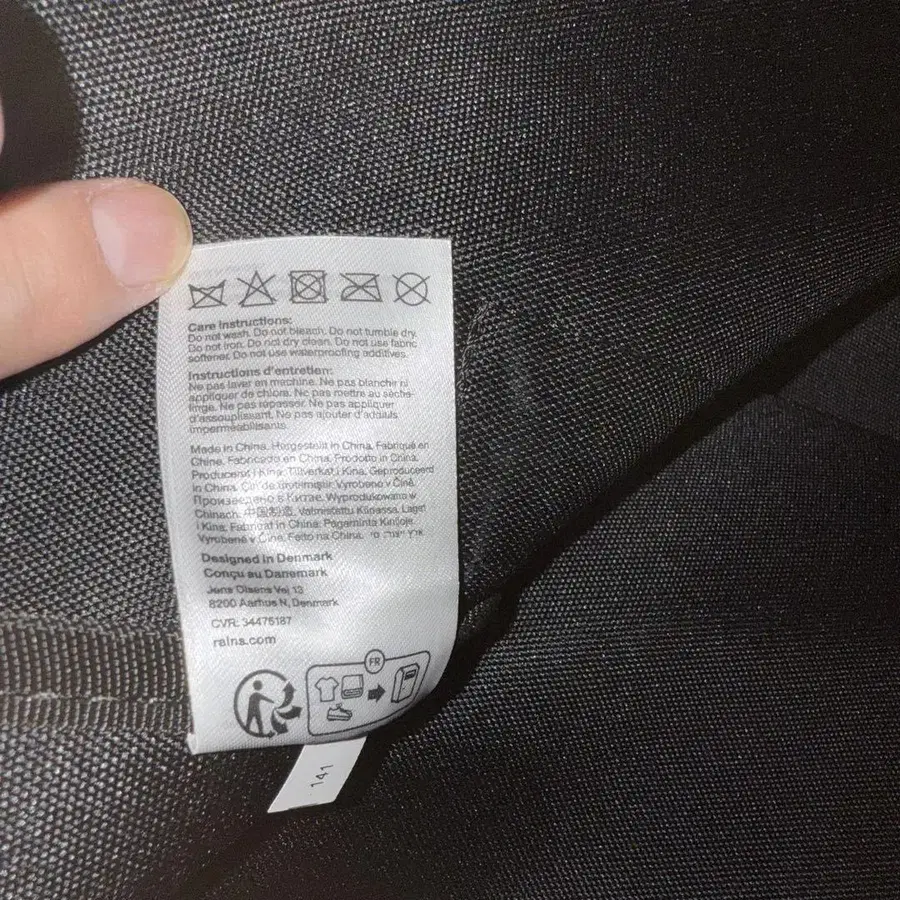 Care instructions:
Do not wash. Do not bleach. Do not tumble dry.
Do not iron. Do not dry clean. Do not use fabric
softener. Do not use waterproofing additives.
Instructions d'entretien:
Ne pas laver en machine. Ne pas blanchir ni
appliquer de chlore. Ne pas mettre au sèche-
linge. Ne pas repasser. Ne pas appliquer
d'assouplissant. Ne pas ajouter d'additifs
imperméabilisants.
Made in China. Hergestellt in China. Fabriqué en
Chine. Fabricado en China. Prodotto in China.
Produceret i Kina. Tillverkat i Kina. Geproduceerd
in China. Vyrobeno v Číně.
Произведено в Китае. Wyprodukowano w
Chinach. 中国制造. Valmistettu Kiinassa. Laget
i Kina. Fabricat in China. Pagaminta Kinijoje.
Vyrobené v Číne. Feito na China.
Designed in Denmark
Conçu au Danemark
Jens Olsens Vej 13
8200 Aarhus N, Denmark
CVR: 34475187
rains.com
FR
141